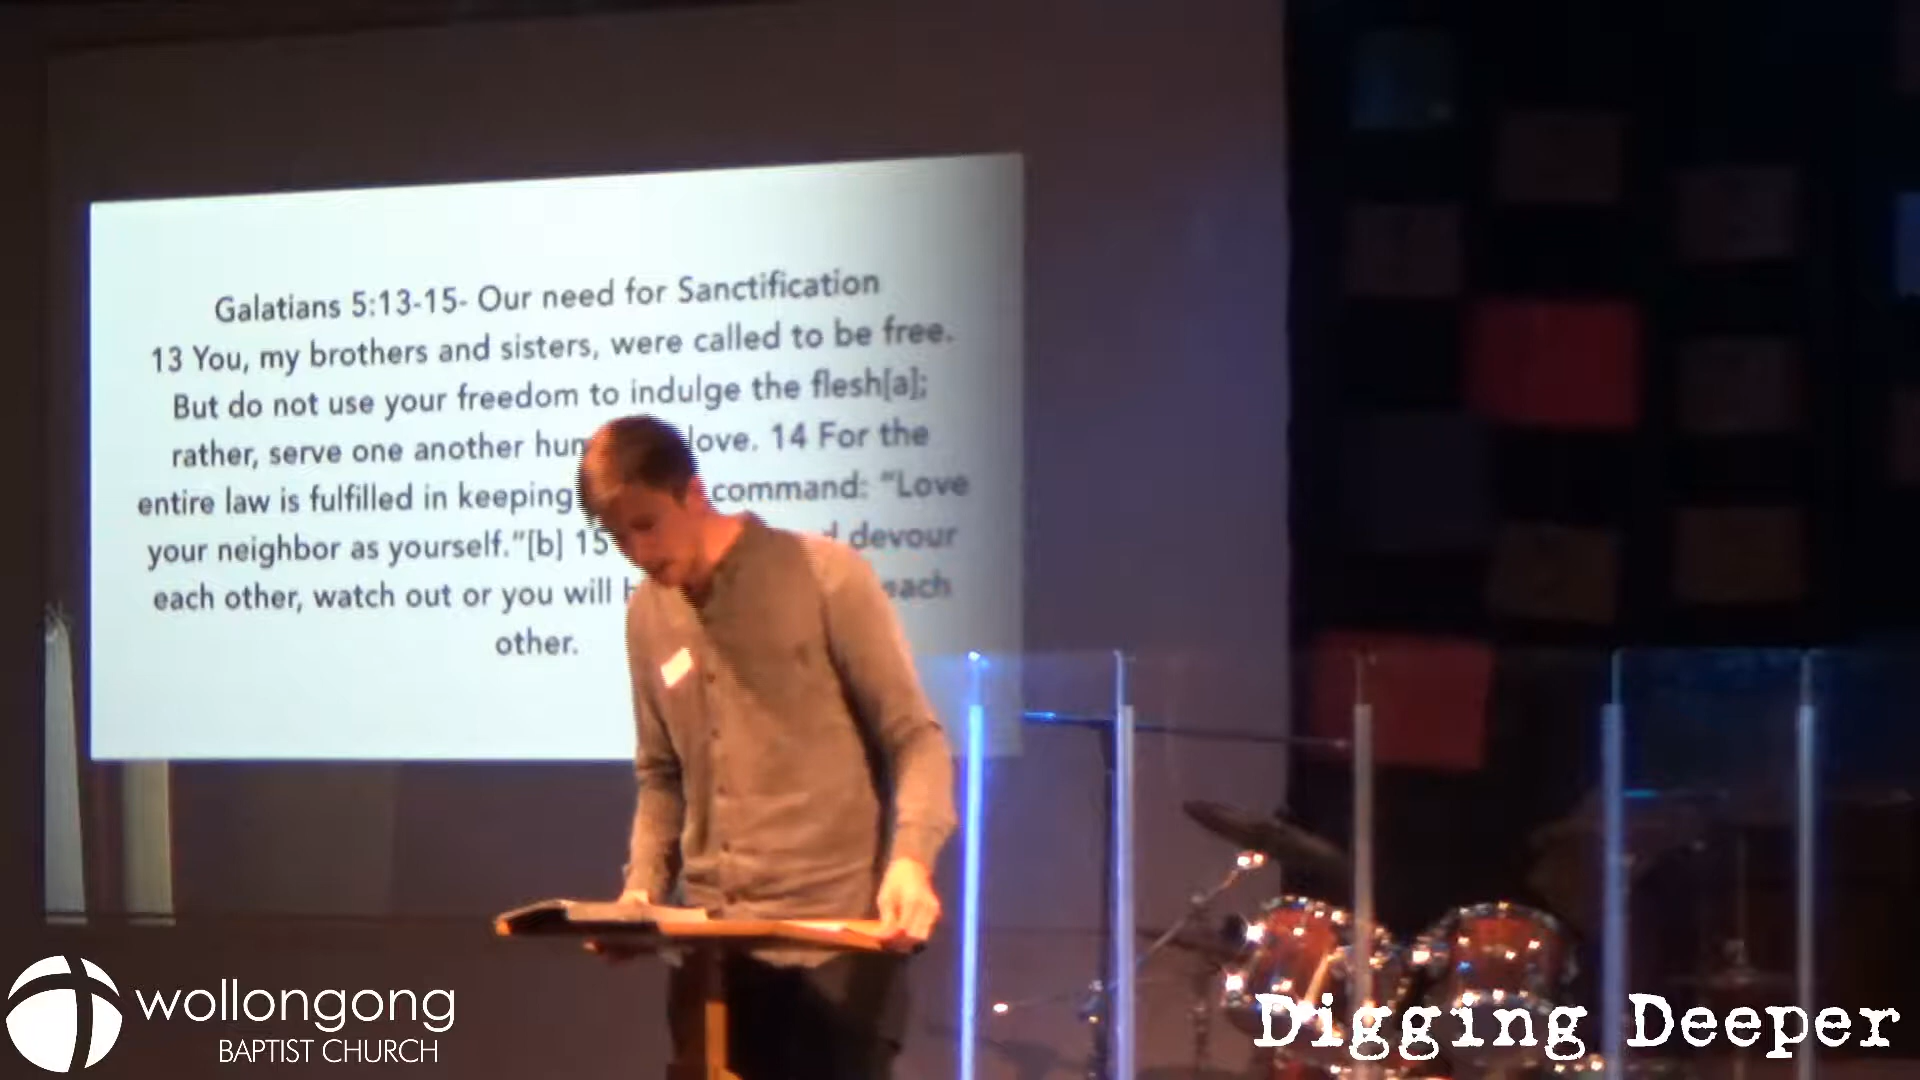 Galatians 5:13-15- Our need for Sanctification
13 You, my brothers and sisters, were called to be free.
But do not use your freedom to indulge the flesh[a];
rather, serve one another hum love. 14 For the
entire law is fulfilled in keeping command: "Love
your neighbor as yourself."[b] 15 devour
each other, watch out or you will each
other.
wollongong
BAPTIST CHURCH
Digging Deeper